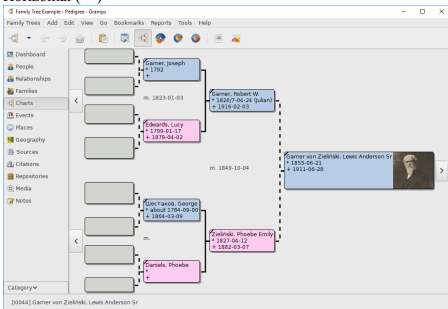 Family Tree Example - Pedigree - Gramps
Family Trees Add Edit View Go Bookmarks Reports Tools Help
Dashboard
People
Relationships
Families
Charts
Events
Places
Geography
Sources
Citations
Repositories
Media
Notes
Category
Garner, Joseph
* 1792
+
m. 1823-01-03
Edwards, Lucy
* 1799-01-17
+ 1879-04-02
Garner, Robert W.
* 1826/7-04-24 (Julian)
+ 1916-02-03
m. 1849-10-04
Garner von Zieliński, Lewis Anderson Sr
* 1855-06-21
+ 1911-06-28
Шестаков, George
* about 1784-09-00
+ 1864-03-09
m.
Zieliński, Phoebe Emily
* 1827-04-12
+ 1882-03-07
Daniels, Phoebe
*
+
[I0044] Garner von Zieliński, Lewis Anderson Sr